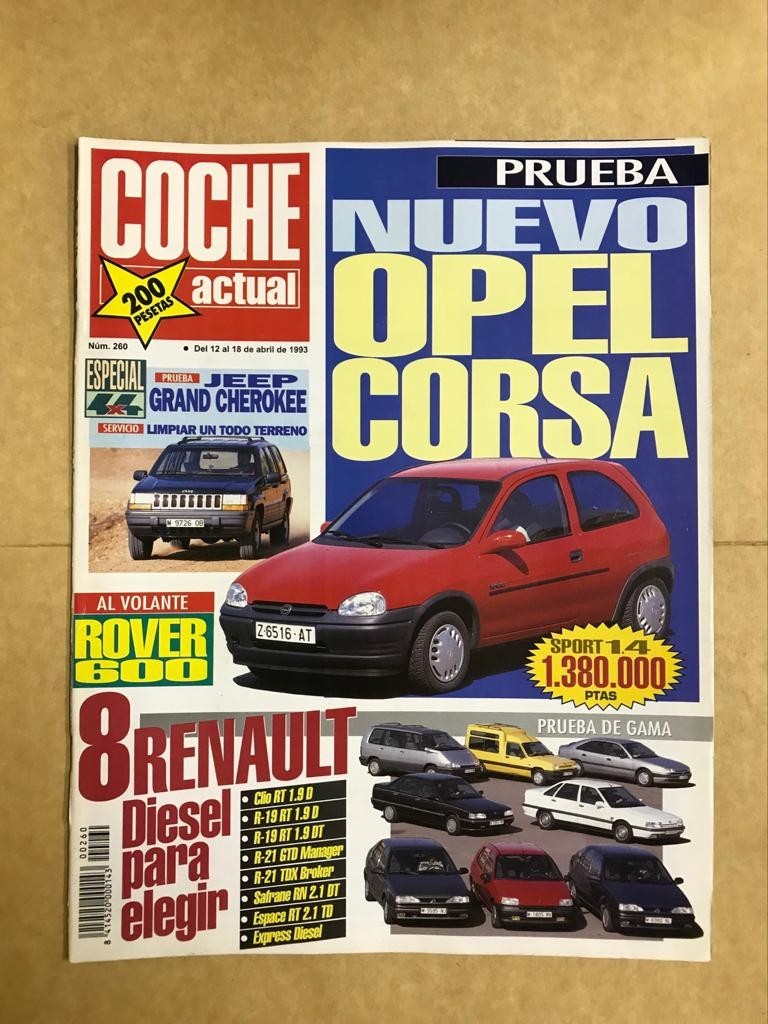 COCHE
actual
200
PESETAS
Núm. 260
● Del 12 al 18 de abril de 1993
PRUEBA
NUEVO
OPEL
CORSA
ESPECIAL
4x4
PRUEBA JEEP
GRAND CHEROKEE
SERVICIO LIMPIAR UN TODO TERRENO
M 9726 OB
AL VOLANTE
ROVER
600
Z·6516·AT
SPORT 1.4
1.380.000
PTAS
8 RENAULT
Diesel
para
elegir
• Clio RT 1.9 D
• R-19 RT 1.9 D
• R-19 RT 1.9 DT
• R-21 GTD Manager
• R-21 TDX Broker
• Safrane RN 2.1 DT
• Espace RT 2.1 TD
• Express Diesel
PRUEBA DE GAMA
00260
8 414520 000143